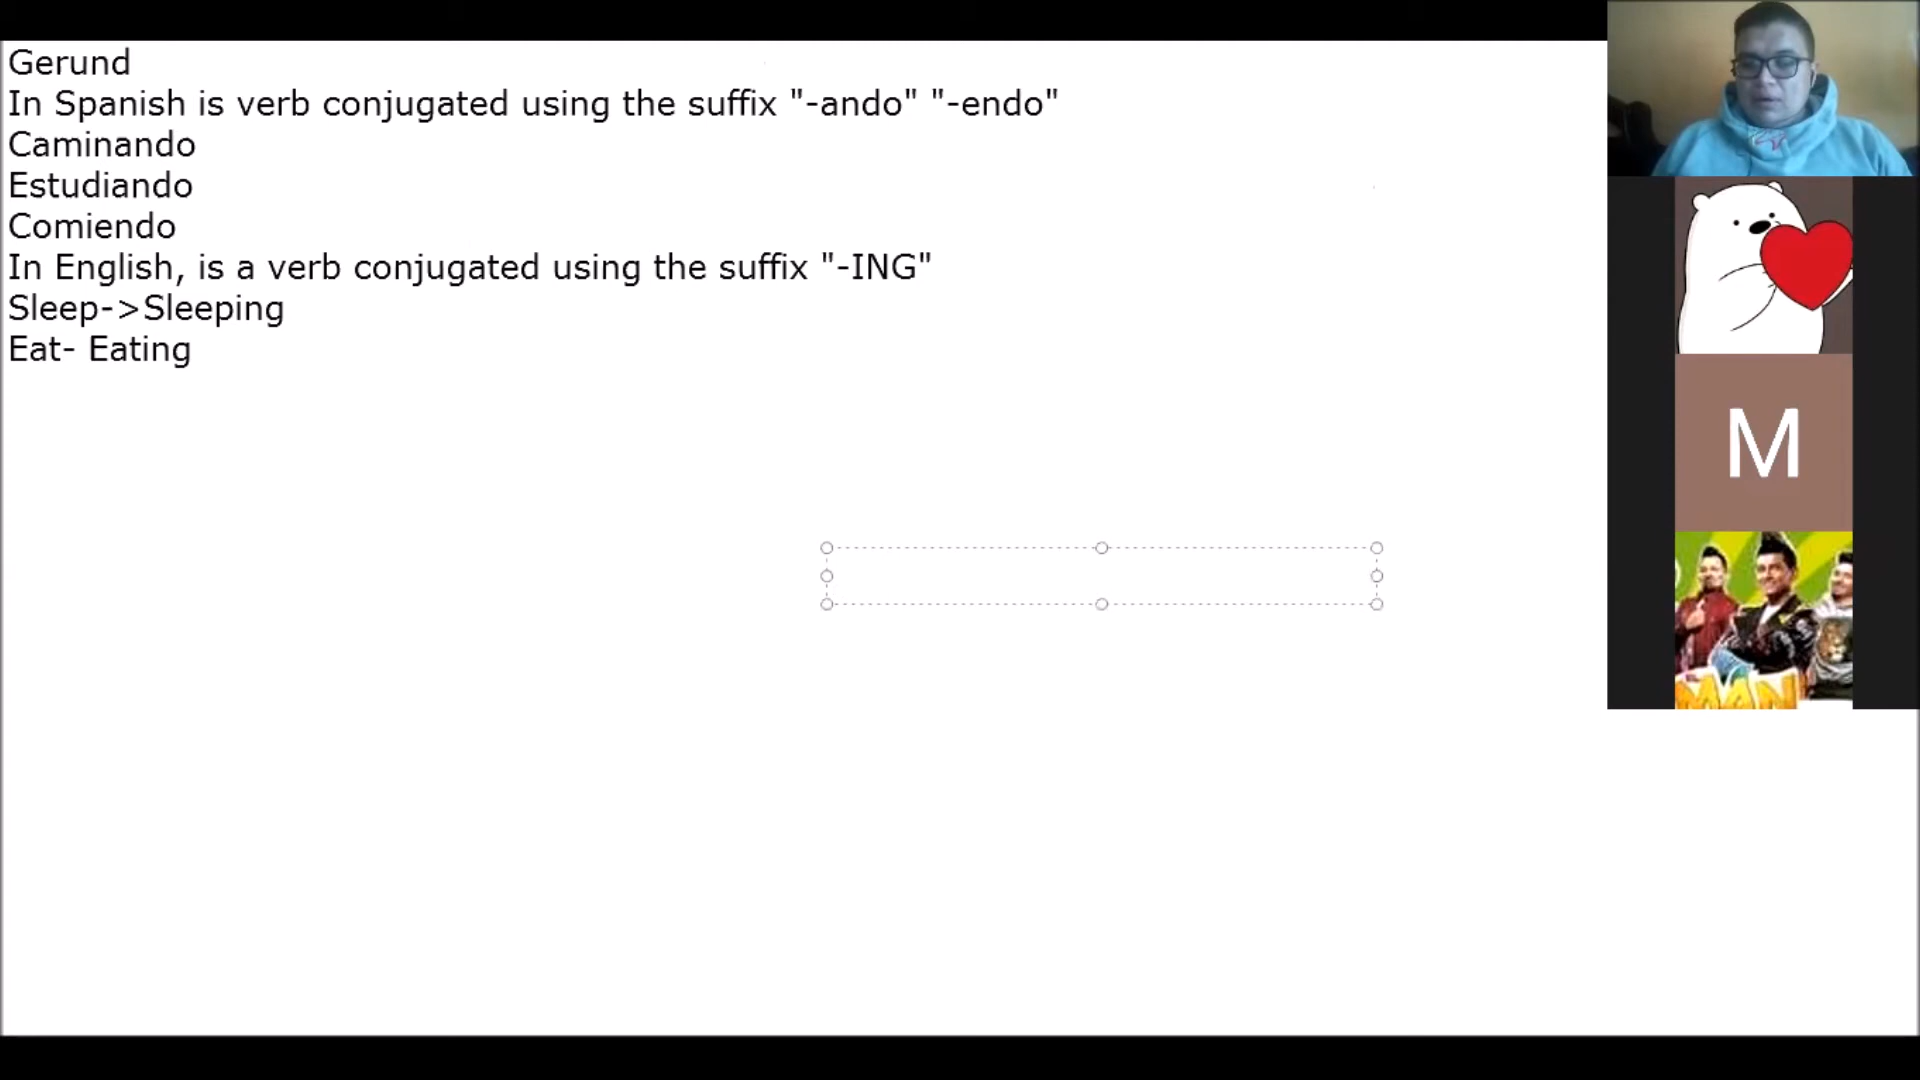 Gerund
In Spanish is verb conjugated using the suffix "-ando" "-endo"
Caminando
Estudiando
Comiendo
In English, is a verb conjugated using the suffix "-ING"
Sleep->Sleeping
Eat- Eating
M